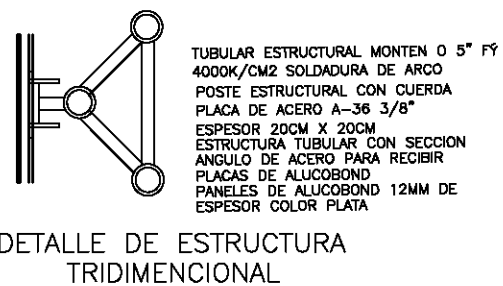 TUBULAR ESTRUCTURAL MONTEN O 5" FÝ
4000K/CM2 SOLDADURA DE ARCO
POSTE ESTRUCTURAL CON CUERDA
PLACA DE ACERO A-36 3/8"
ESPESOR 20CM X 20CM
ESTRUCTURA TUBULAR CON SECCION
ANGULO DE ACERO PARA RECIBIR
PLACAS DE ALUCOBOND
PANELES DE ALUCOBOND 12MM DE
ESPESOR COLOR PLATA
DETALLE DE ESTRUCTURA
TRIDIMENCIONAL